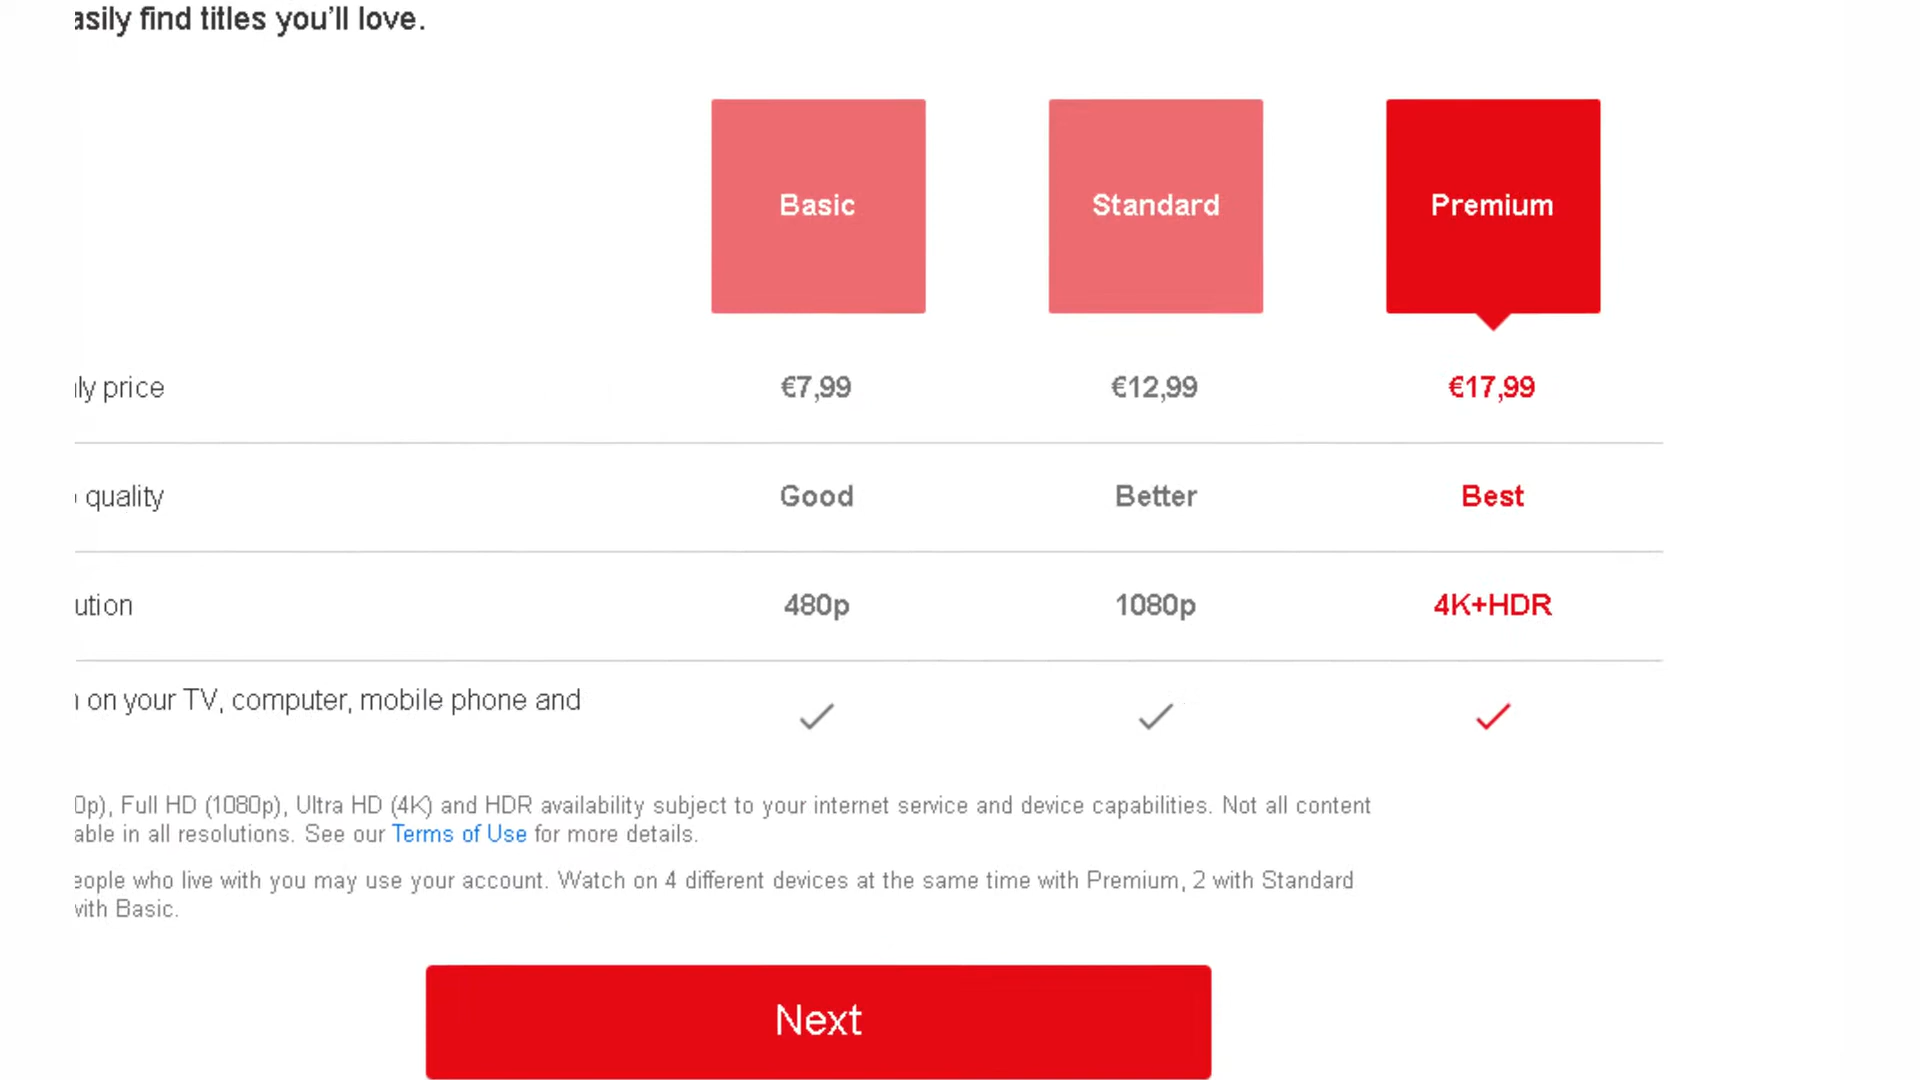 asily find titles you'll love.
Basic Standard Premium
ly price €7,99 €12,99 €17,99
quality Good Better Best
ution 480p 1080p 4K+HDR
on your TV, computer, mobile phone and
0p), Full HD (1080p), Ultra HD (4K) and HDR availability subject to your internet service and device capabilities. Not all content
able in all resolutions. See our Terms of Use for more details.
eople who live with you may use your account. Watch on 4 different devices at the same time with Premium, 2 with Standard
with Basic.
Next